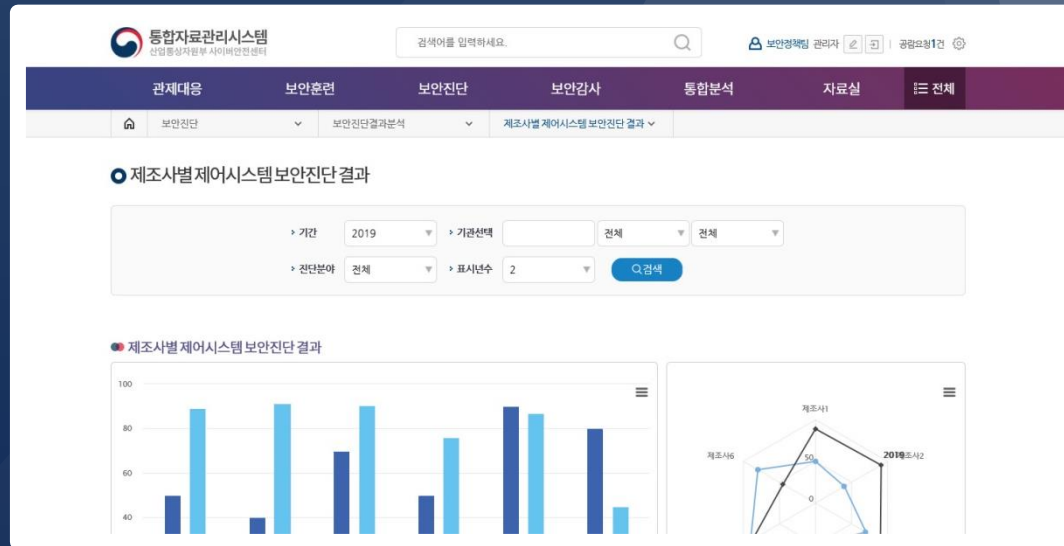 통합자료관리시스템
산업통상자원부 사이버안전센터
검색어를 입력하세요.
보안정책팀 관리자 | 공람요청1건
관제대응 보안훈련 보안진단 보안감사 통합분석 자료실 전체
보안진단 보안진단결과분석 제조사별 제어시스템 보안진단 결과
제조사별 제어시스템 보안진단 결과
기간 2019 기관선택 전체 전체
진단분야 전체 표시년수 2 검색
제조사별 제어시스템 보안진단 결과
100
80
60
40
제조사1
제조사6
50
2019
조사2
0